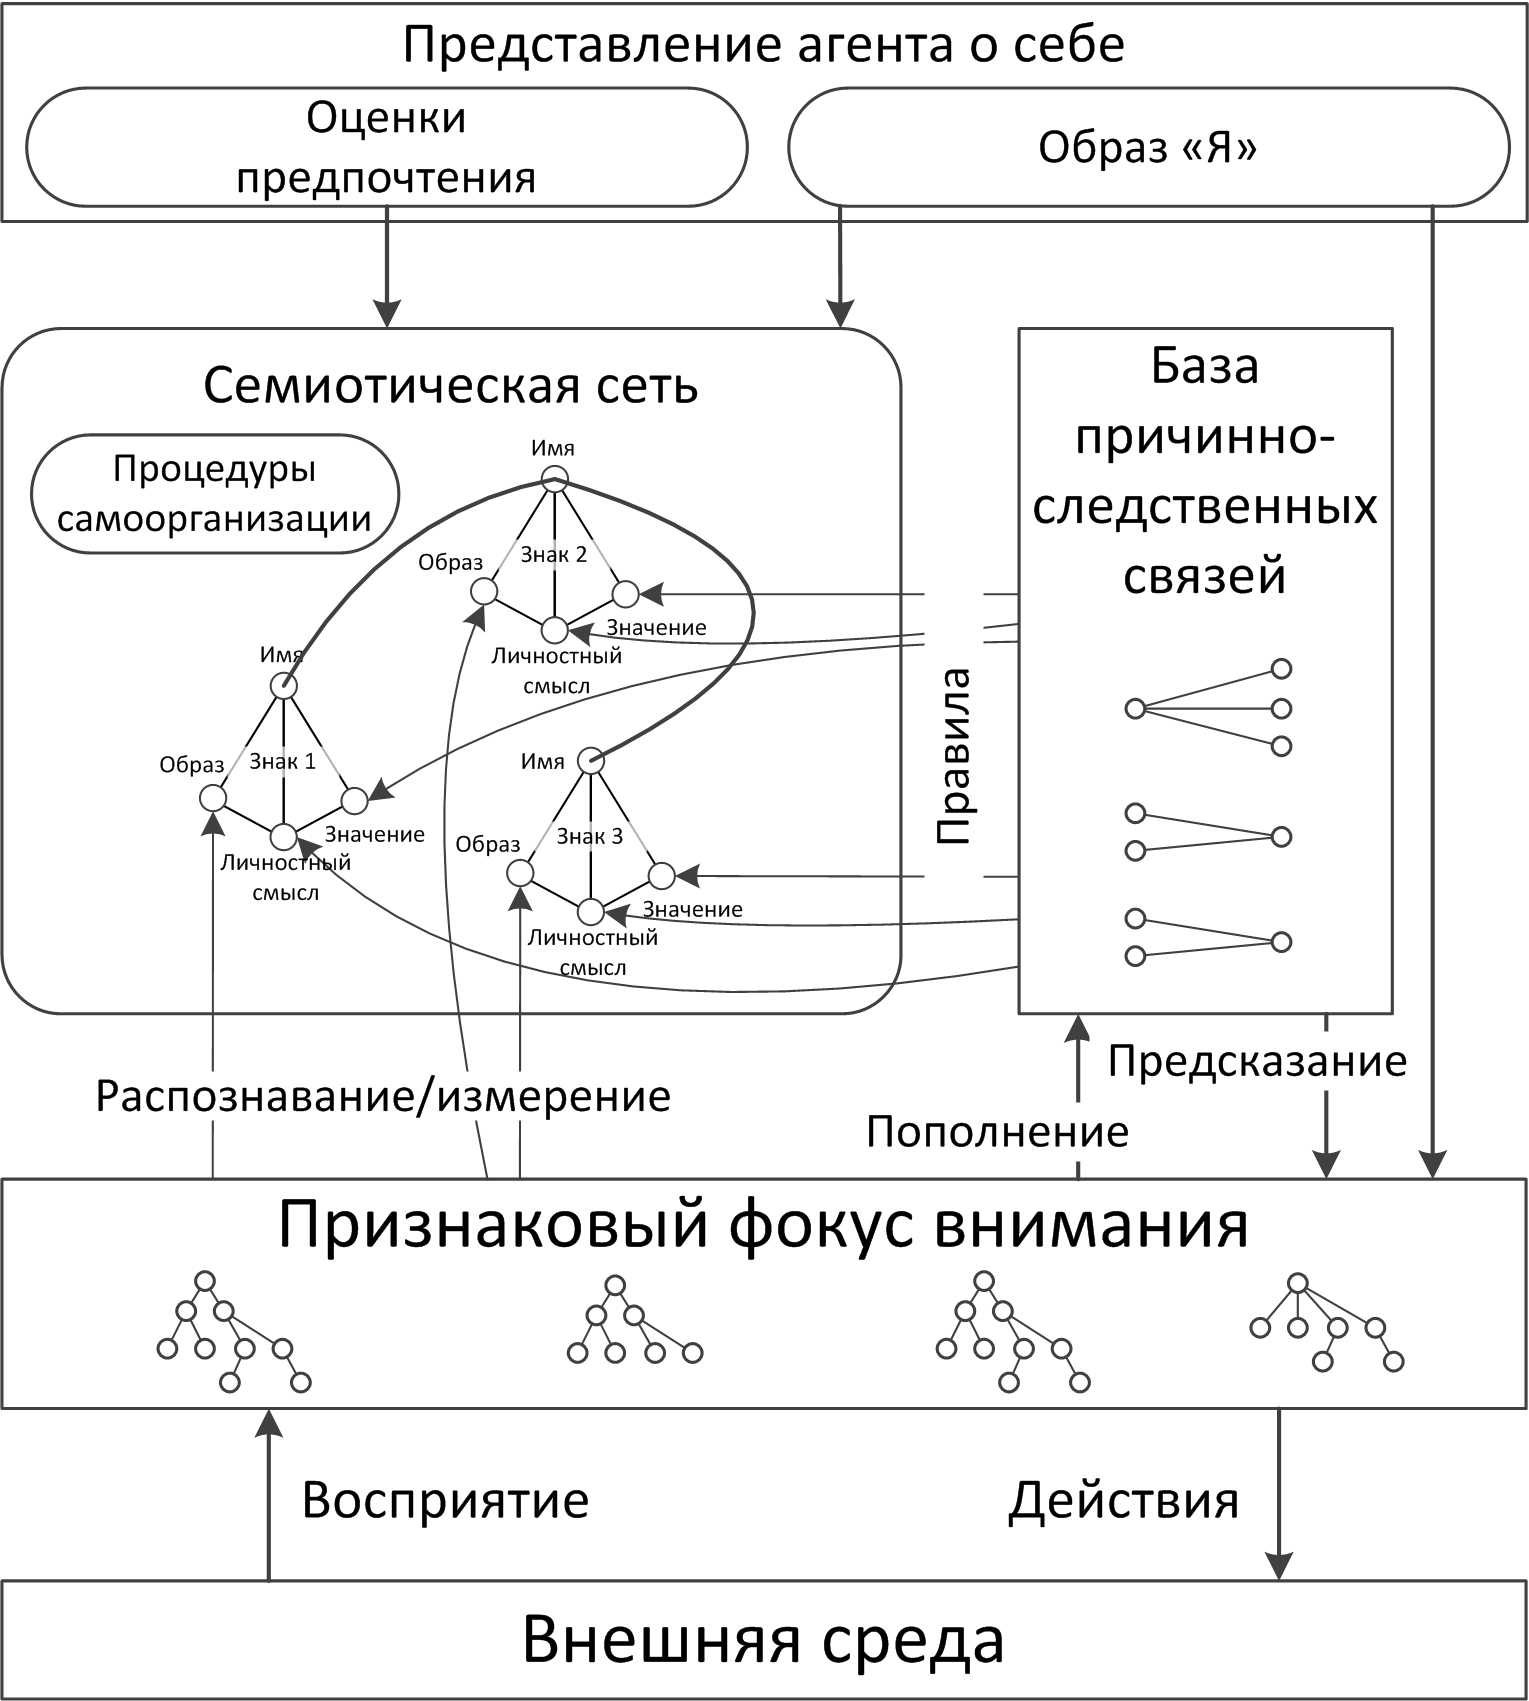 Представление агента о себе
Оценки
предпочтения
Образ «Я»
Семиотическая сеть
Процедуры
самоорганизации
Имя
Образ
Знак 2
Значение
Личностный
смысл
Имя
Образ
Знак 1
Значение
Личностный
смысл
Имя
Образ
Знак 3
Значение
Личностный
смысл
Правила
База
причинно-
следственных
связей
Распознавание/измерение
Пополнение
Предсказание
Признаковый фокус внимания
Восприятие
Действия
Внешняя среда